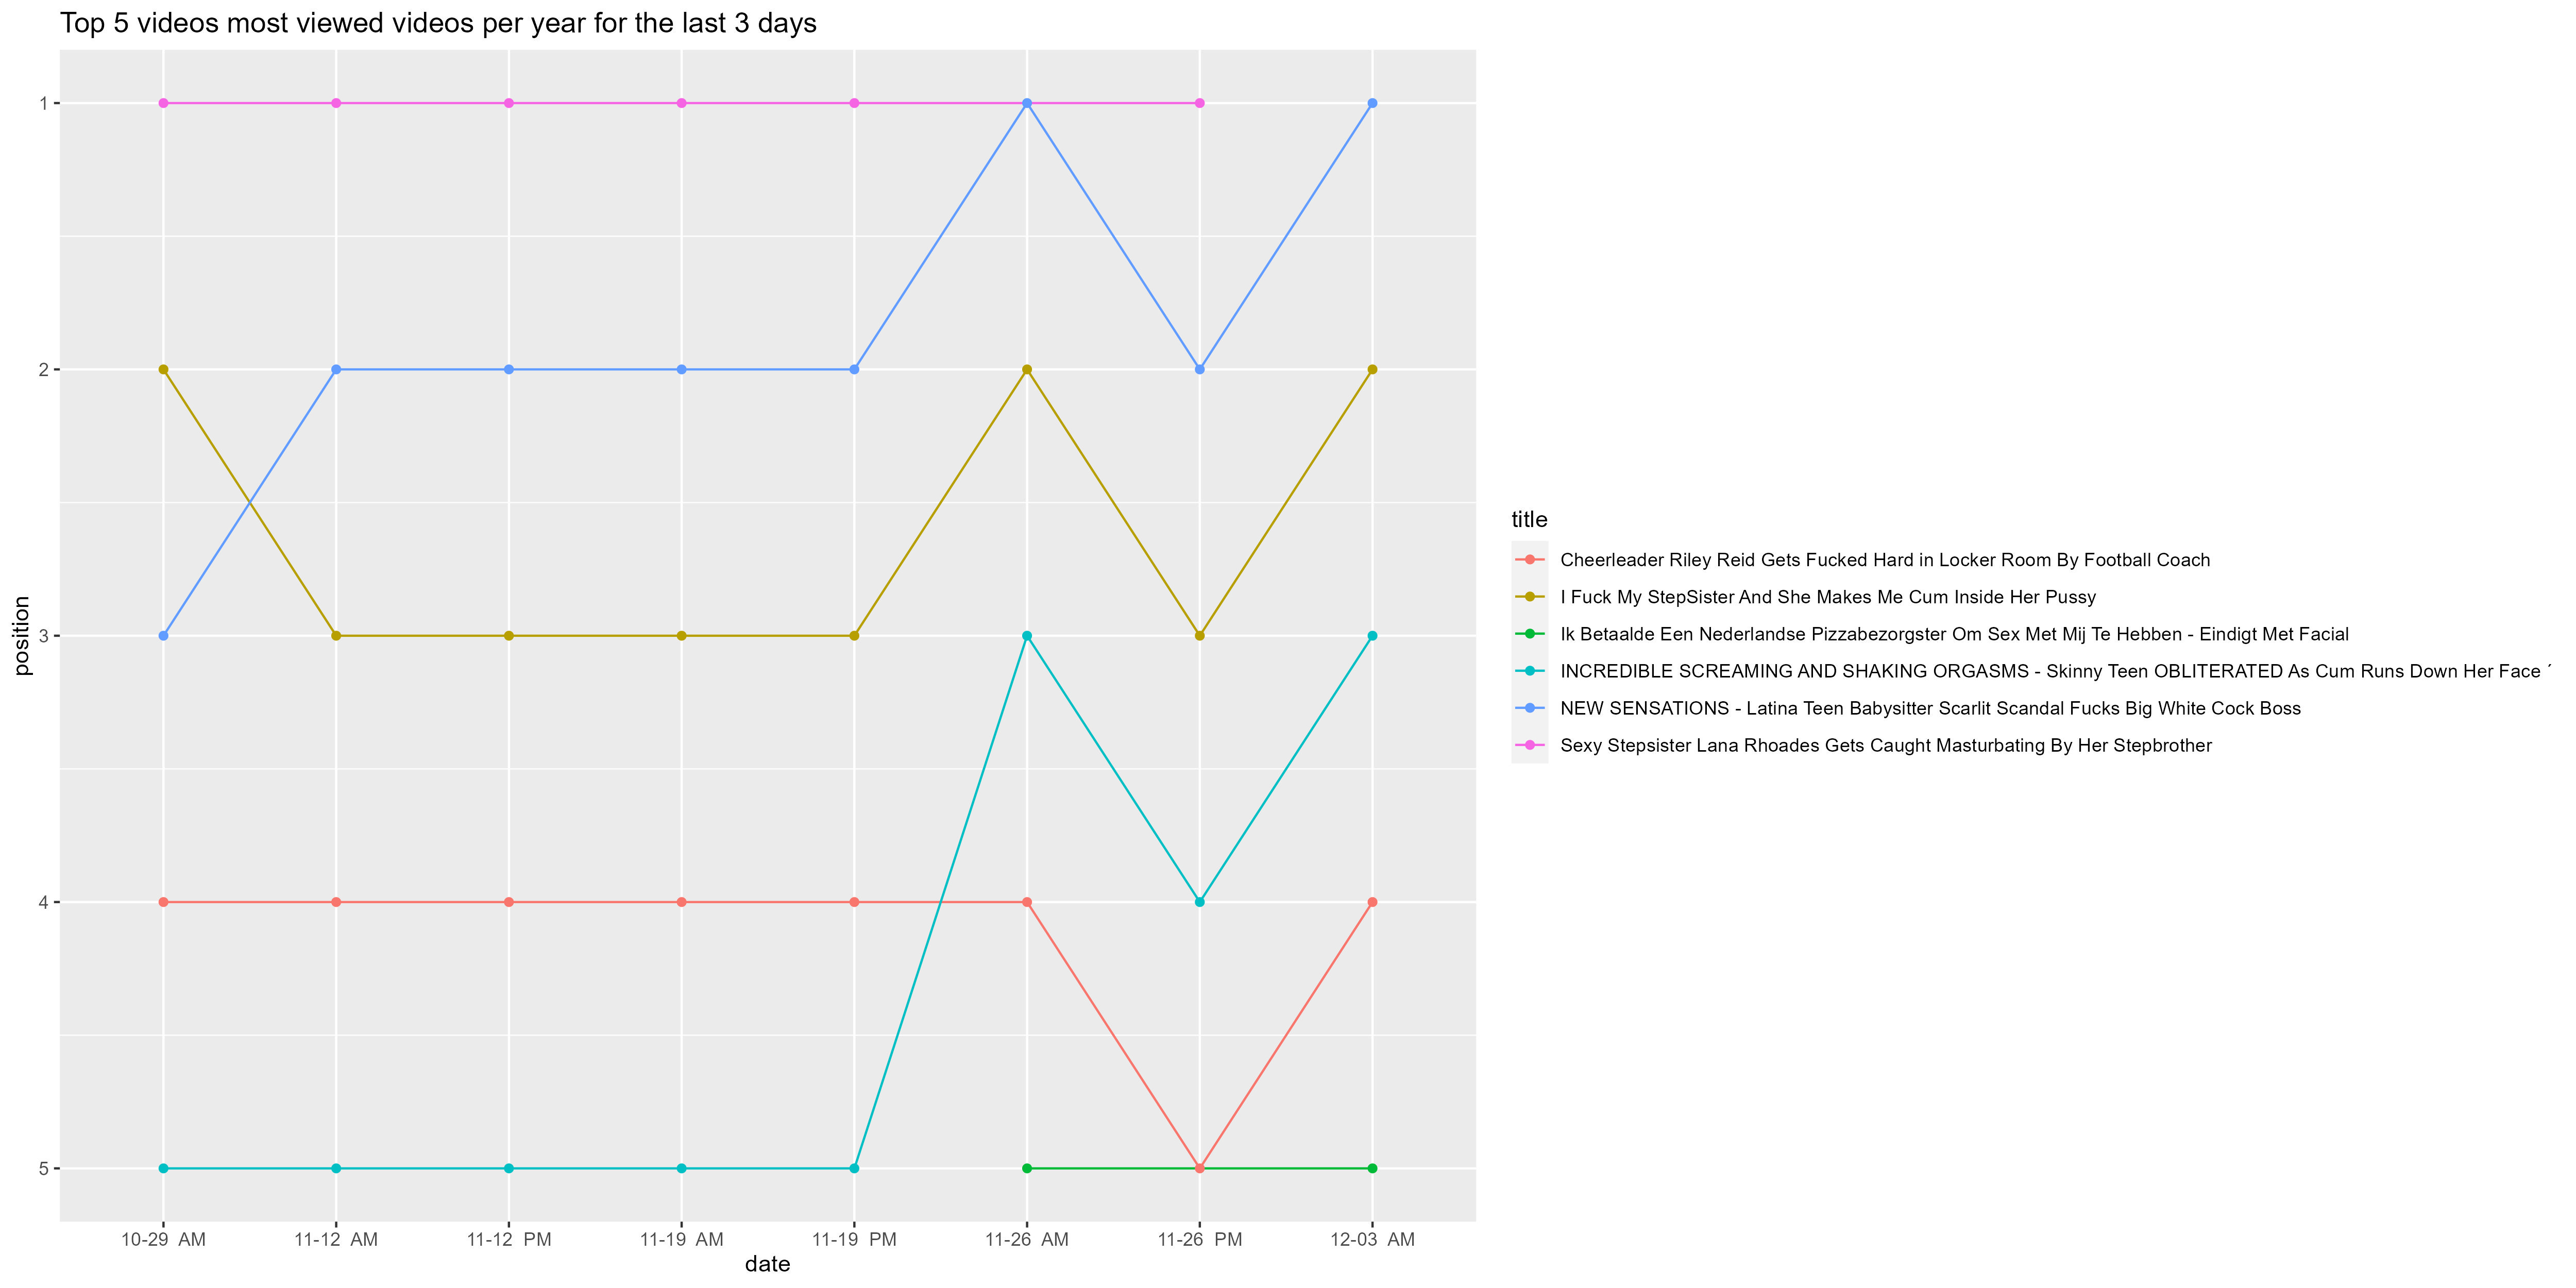 Top 5 videos most viewed videos per year for the last 3 days
position
1
2
3
4
5
10-29 AM
11-12 AM
11-12 PM
11-19 AM
11-19 PM
11-26 AM
11-26 PM
12-03 AM
date
title
Cheerleader Riley Reid Gets Fucked Hard in Locker Room By Football Coach
I Fuck My StepSister And She Makes Me Cum Inside Her Pussy
Ik Betaalde Een Nederlandse Pizzabezorgster Om Sex Met Mij Te Hebben - Eindigt Met Facial
INCREDIBLE SCREAMING AND SHAKING ORGASMS - Skinny Teen OBLITERATED As Cum Runs Down Her Face
NEW SENSATIONS - Latina Teen Babysitter Scarlit Scandal Fucks Big White Cock Boss
Sexy Stepsister Lana Rhoades Gets Caught Masturbating By Her Stepbrother